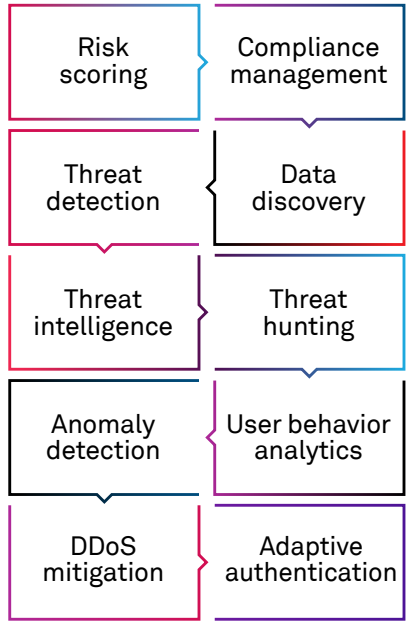 Risk
scoring
Compliance
management
Threat
detection
Data
discovery
Threat
intelligence
Threat
hunting
Anomaly
detection
User behavior
analytics
DDoS
mitigation
Adaptive
authentication